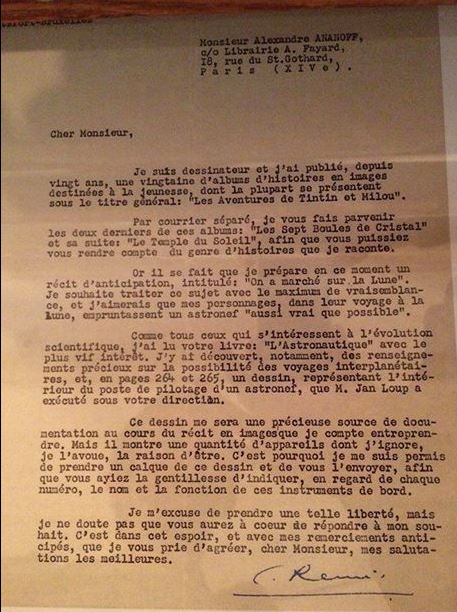 Monsieur Alexandre ANANOFF,
c/o Librairie A. Fayard,
18, rue du St.Gothard,
P a r i s  (XIVe).
Cher Monsieur,
Je suis dessinateur et j'ai publié, depuis
vingt ans, une vingtaine d'albums d'histoires en images
destinées à la jeunesse, dont la plupart se présentent
sous le titre général: "Les Aventures de Tintin et Milou".
Par courrier séparé, je vous fais parvenir
les deux derniers de ces albums: "Les Sept Boules de Cristal"
et sa suite: "Le Temple du Soleil", afin que vous puissiez
vous rendre compte du genre d'histoires que je raconte.
Or il se fait que je prépare en ce moment un
récit d'anticipation, intitulé: "On a marché sur la Lune".
Je souhaite traiter ce sujet avec le maximum de vraisemblan-
ce, et j'aimerais que mes personnages, dans leur voyage à la
Lune, empruntassent un astronef "aussi vrai que possible".
Comme tous ceux qui s'intéressent à l'évolution
scientifique, j'ai lu votre livre: "L'Astronautique" avec le
plus vif intérêt. J'y ai découvert, notamment, des renseigne-
ments précieux sur la possibilité des voyages interplanétai-
res, et, en pages 264 et 265, un dessin, représentant l'inté-
rieur du poste de pilotage d'un astronef, que M. Jan Loup a
exécuté sous votre direction.
Ce dessin me sera une précieuse source de docu-
mentation au cours du récit en imagesque je compte entrepren-
dre. Mais il montre une quantité d'appareils dont j'ignore,
je l'avoue, la raison d'être. C'est pourquoi je me suis permis
de prendre un calque de ce dessin et de vous l'envoyer, afin
que vous ayiez la gentillesse d'indiquer, en regard de chaque
numéro, le nom et la fonction de ces instruments de bord.
Je m'excuse de prendre une telle liberté, mais
je ne doute pas que vous aurez à coeur de répondre à mon sou-
hait. C'est dans cet espoir, et avec mes remerciements anti-
cipés, que je vous prie d'agréer, cher Monsieur, mes saluta-
tions les meilleures.